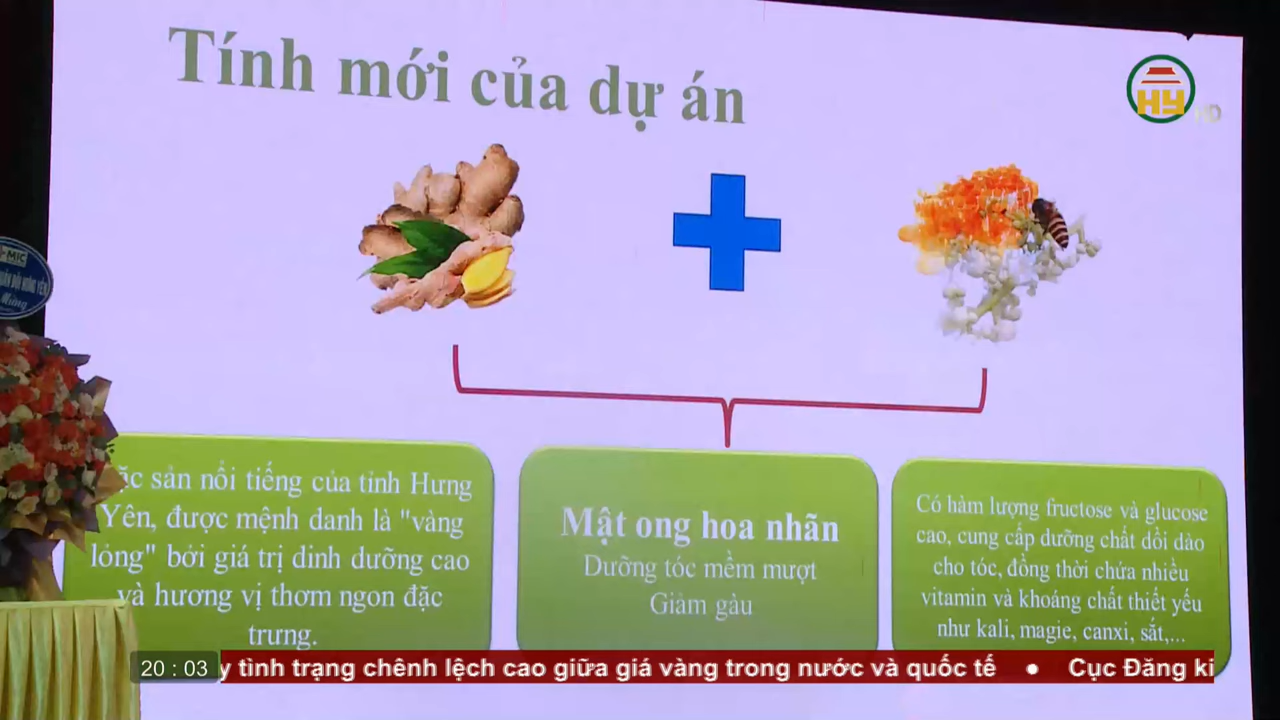 Tính mới của dự án
HY
HD
MIC
sản nổi tiếng của tỉnh Hưng
Yên, được mệnh danh là "vàng
lỏng" bởi giá trị dinh dưỡng cao
và hương vị thơm ngon đặc
trưng.
Mật ong hoa nhãn
Dưỡng tóc mềm mượt
Giảm gàu
Có hàm lượng fructose và glucose
cao, cung cấp dưỡng chất dồi dào
cho tóc, đồng thời chứa nhiều
vitamin và khoáng chất thiết yếu
như kali, magie, canxi, sắt,...
20 : 03
y tình trạng chênh lệch cao giữa giá vàng trong nước và quốc tế ● Cục Đăng ki